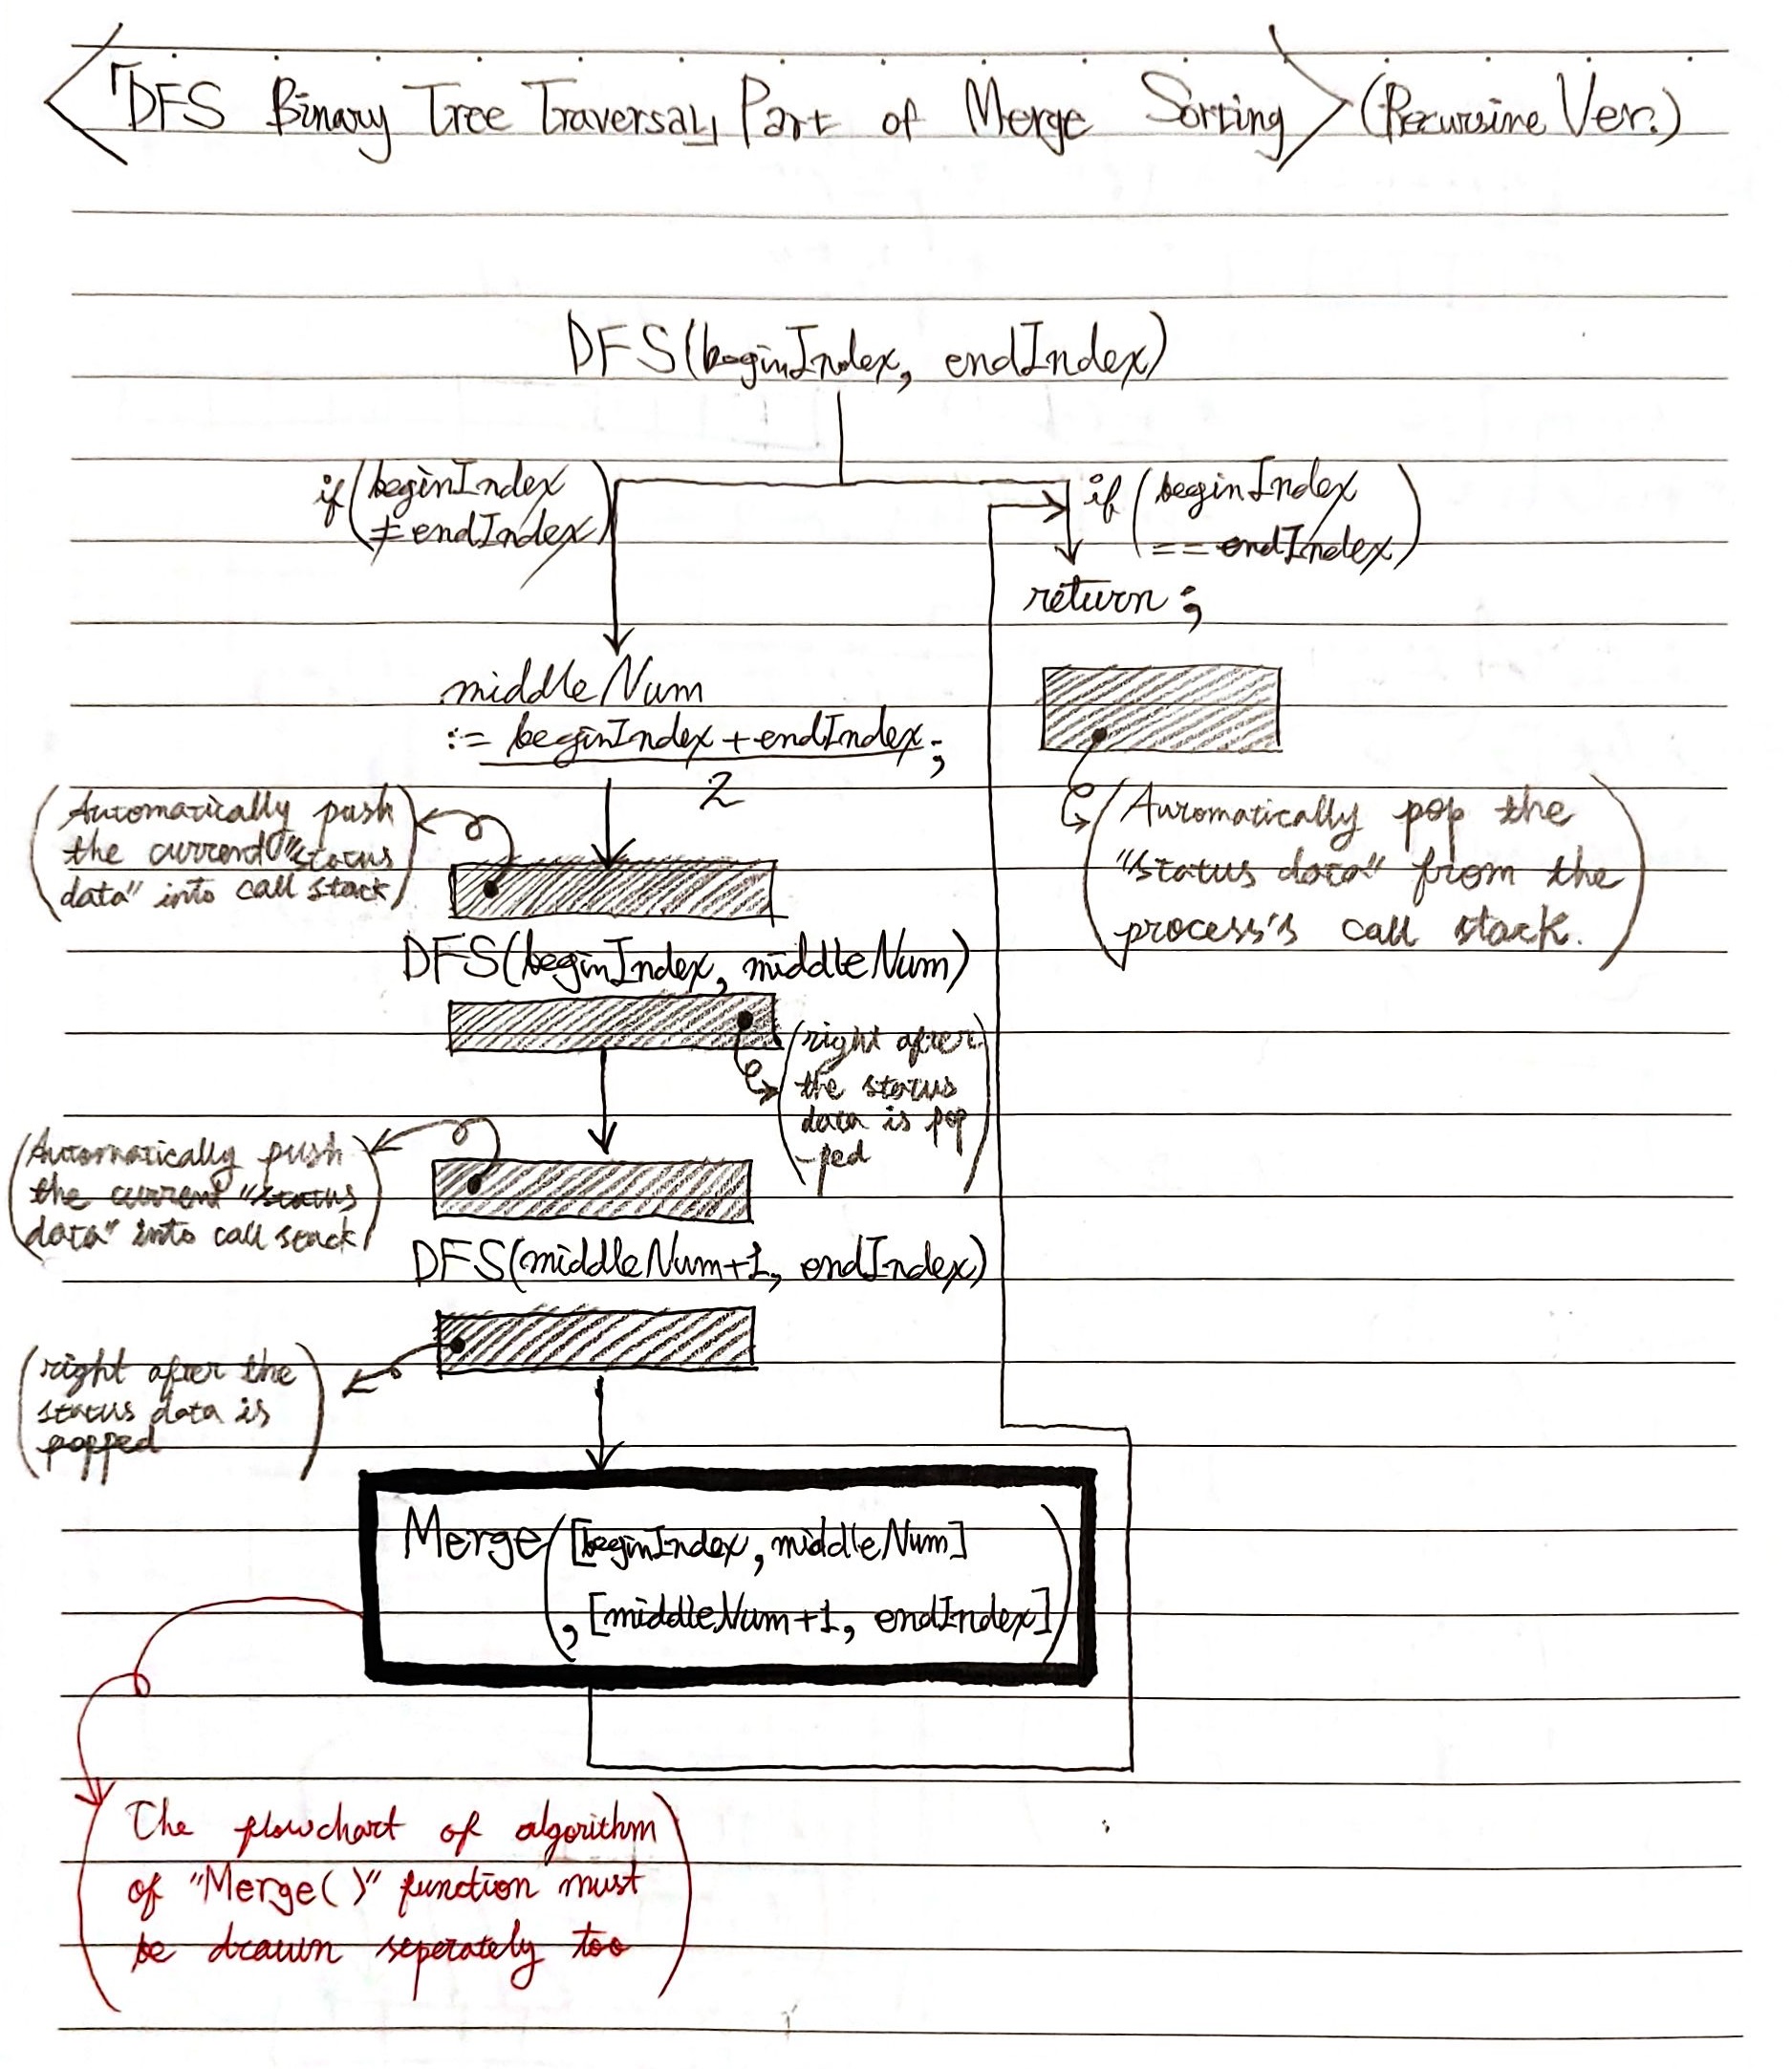 <「DFS Binary Tree Traversal」 Part of Merge Sorting> (Recursive Ver.)
DFS(beginIndex, endIndex)
if(beginIndex
≠endIndex)
if(beginIndex
==endIndex)
return;
middleNum
:= beginIndex+endIndex;
2
(Automatically push
the current "status
data" into call stack)
(Automatically pop the
"status data" from the
process's call stack.)
DFS(beginIndex, middleNum)
(right after
the status
data is pop
-ped)
(Automatically push
the current "status
data" into call stack)
DFS(middleNum+1, endIndex)
(right after the
status data is
popped)
Merge([beginIndex, middleNum]
, [middleNum+1, endIndex])
(The flowchart of algorithm
of "Merge()" function must
be drawn seperately too)